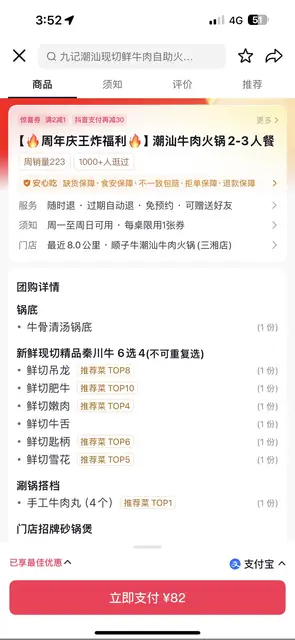 3:52
4G 51
九记潮汕现切鲜牛肉自助火...
商品 须知 评价 推荐
惊喜券 满2减1 抖音支付再减30 更多
【🔥周年庆王炸福利🔥】潮汕牛肉火锅2-3人餐
周销量223 1000+人逛过
安心吃 缺货保障·食安保障·不一致包赔·拒单保障·退款保障
服务 随时退·过期自动退·免预约·可赠送好友
须知 周一至周日可用·每桌限用1张券
门店 最近8.0公里·顺子牛潮汕牛肉火锅(三湘店)
团购详情
锅底
·牛骨清汤锅底 (1份)
新鲜现切精品秦川牛 6选4(不可重复选)
·鲜切吊龙 推荐菜 TOP8 (1份)
·鲜切肥牛 推荐菜 TOP10 (1份)
·鲜切嫩肉 推荐菜 TOP4 (1份)
·鲜切牛舌 (1份)
·鲜切匙柄 推荐菜 TOP6 (1份)
·鲜切雪花 推荐菜 TOP5 (1份)
涮锅搭档
·手工牛肉丸 (4个) 推荐菜 TOP1 (1份)
门店招牌砂锅煲
已享最佳优惠 支付宝
立即支付 ¥82